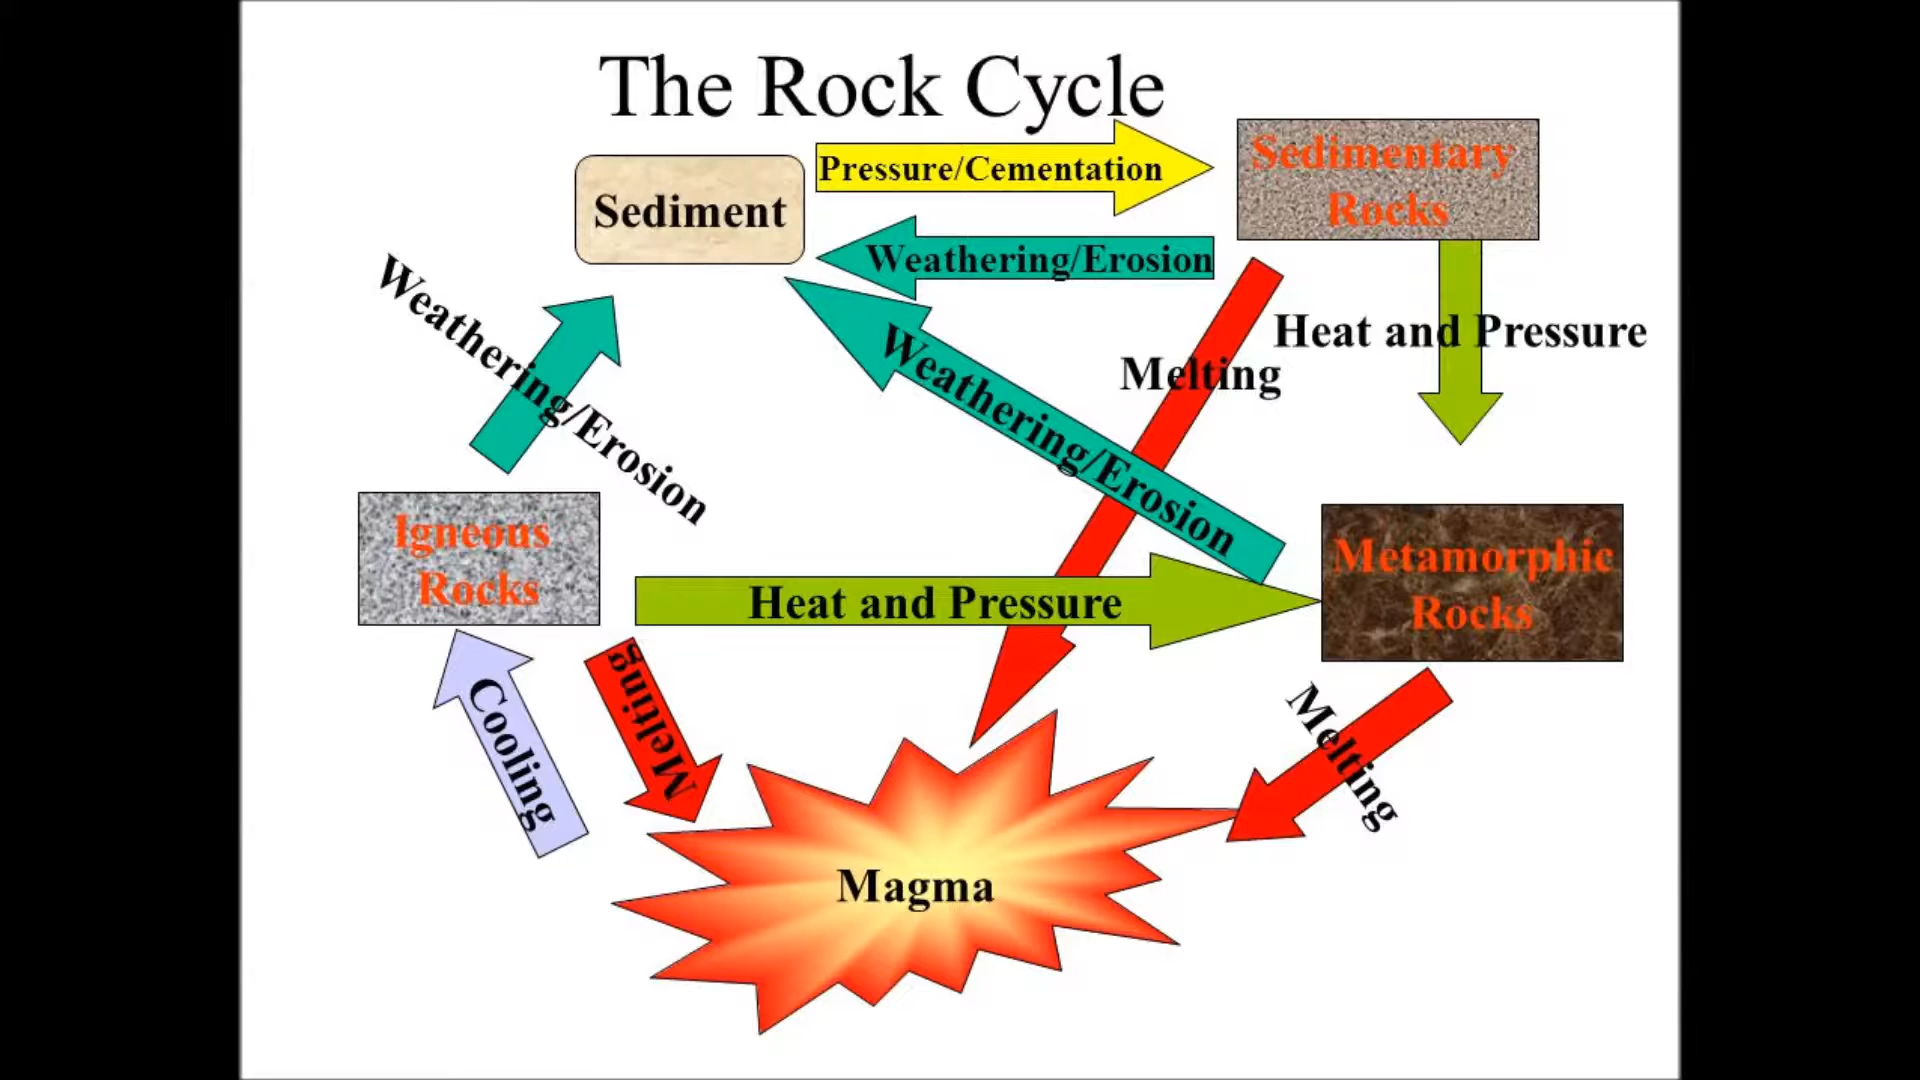 The Rock Cycle
Sediment
Pressure/Cementation
Sedimentary
Rocks
Weathering/Erosion
Weathering/Erosion
Weathering/Erosion
Melting
Heat and Pressure
Igneous
Rocks
Heat and Pressure
Metamorphic
Rocks
Cooling
Melting
Melting
Magma